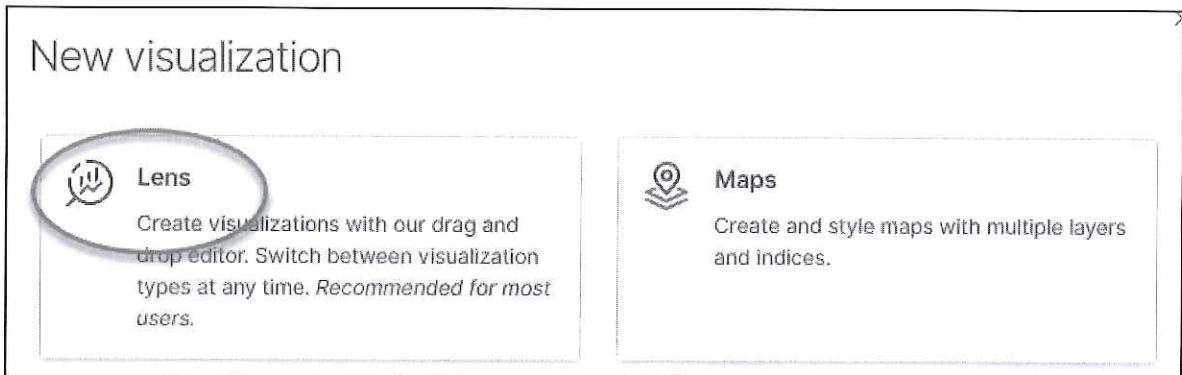 New visualization
Lens
Create visualizations with our drag and
drop editor. Switch between visualization
types at any time. Recommended for most
users.
Maps
Create and style maps with multiple layers
and indices.